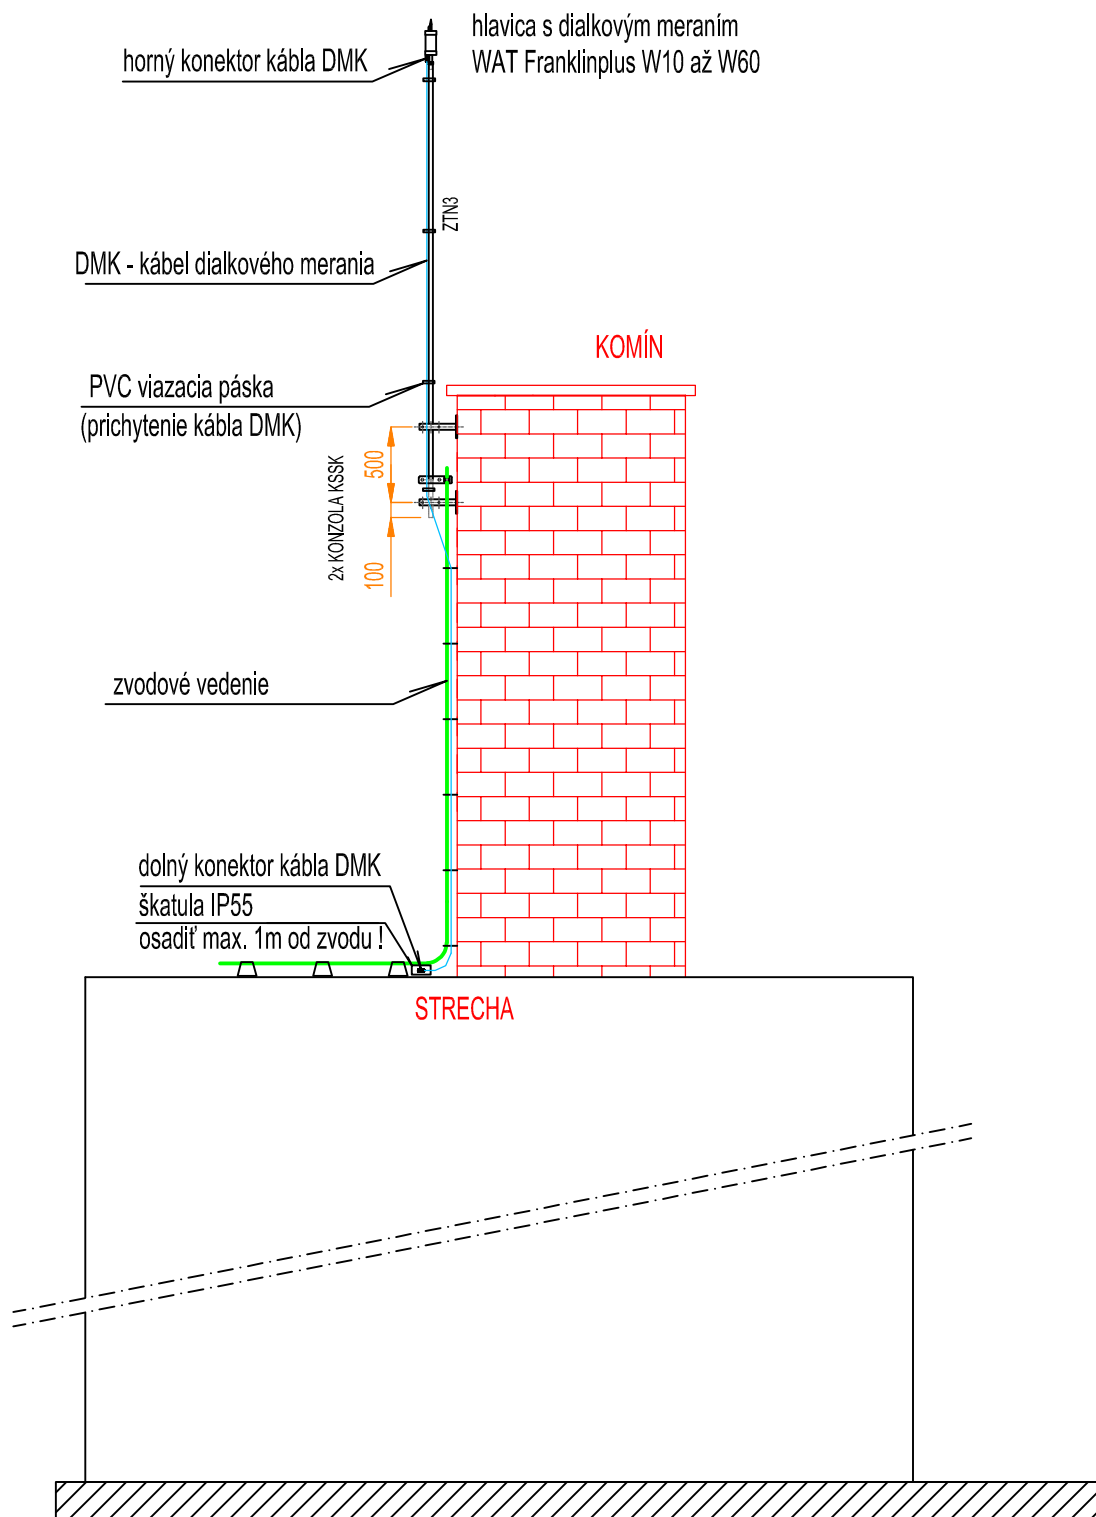 hlavica s dialkovým meraním
WAT Franklinplus W10 až W60
horný konektor kábla DMK
ZTN3
DMK - kábel dialkového merania
KOMÍN
PVC viazacia páska
(prichytenie kábla DMK)
500
2x KONZOLA KSSK
100
zvodové vedenie
dolný konektor kábla DMK
škatula IP55
osadiť max. 1m od zvodu !
STRECHA